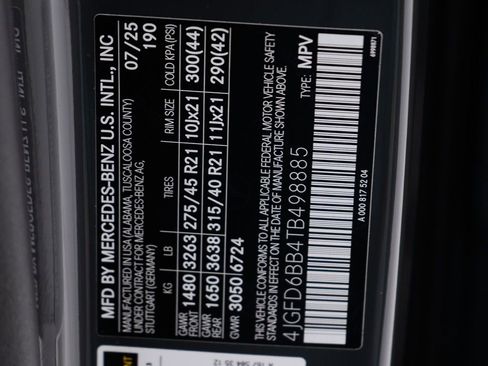 MFD BY MERCEDES-BENZ U.S. INTL., INC
MANUFACTURED IN USA (ALABAMA, TUSCALOOSA COUNTY) 07/25
UNDER CONTRACT FOR MERCEDES-BENZ AG, 190
STUTTGART (GERMANY)
KG LB TIRES RIM SIZE COLD KPA (PSI)
GAWR FRONT 1480 3263 275/45 R21 10Jx21 300(44)
GAWR REAR 1650 3638 315/40 R21 11Jx21 290(42)
GVWR 3050 6724
THIS VEHICLE CONFORMS TO ALL APPLICABLE FEDERAL MOTOR VEHICLE SAFETY
STANDARDS IN EFFECT ON THE DATE OF MANUFACTURE SHOWN ABOVE.
TYPE: MPV
4JGFD6BB4TB498885
A 000 817 52 04